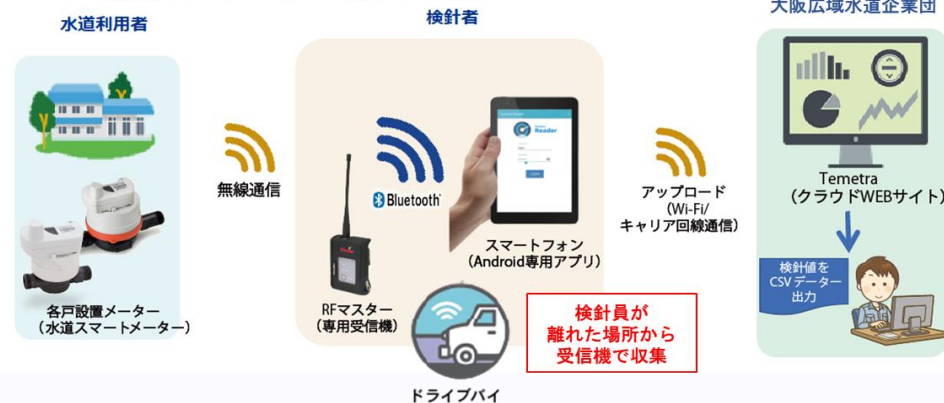 水道利用者
検針者
大阪広域水道企業団
無線通信
Bluetooth
Reader
アップロード
(Wi-Fi/
キャリア回線通信)
Temetra
(クラウドWEBサイト)
検針値を
CSVデーター
出力
各戸設置メーター
(水道スマートメーター)
RFマスター
(専用受信機)
スマートフォン
(Android専用アプリ)
検針員が
離れた場所から
受信機で収集
ドライブバイ